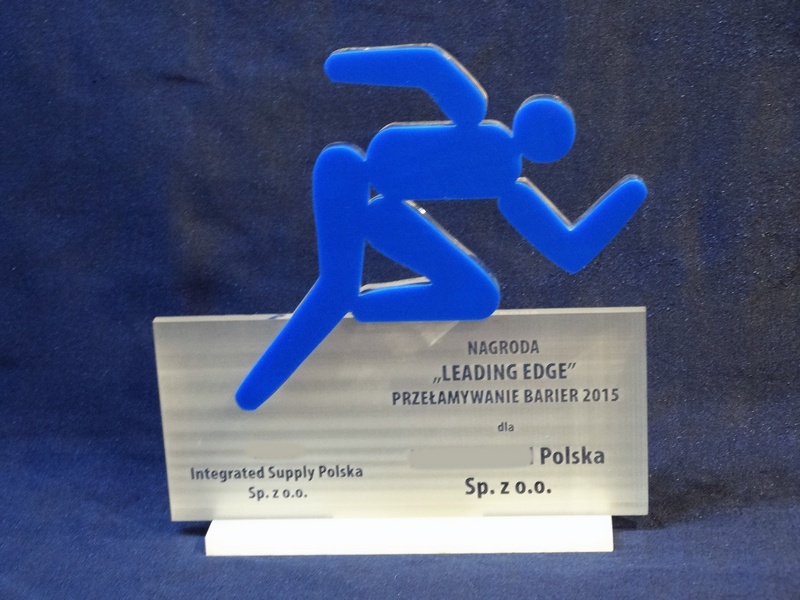 NAGRODA
„LEADING EDGE”
PRZEŁAMYWANIE BARIER 2015
dla
Polska
Sp. z o.o.
Integrated Supply Polska
Sp. z o.o.